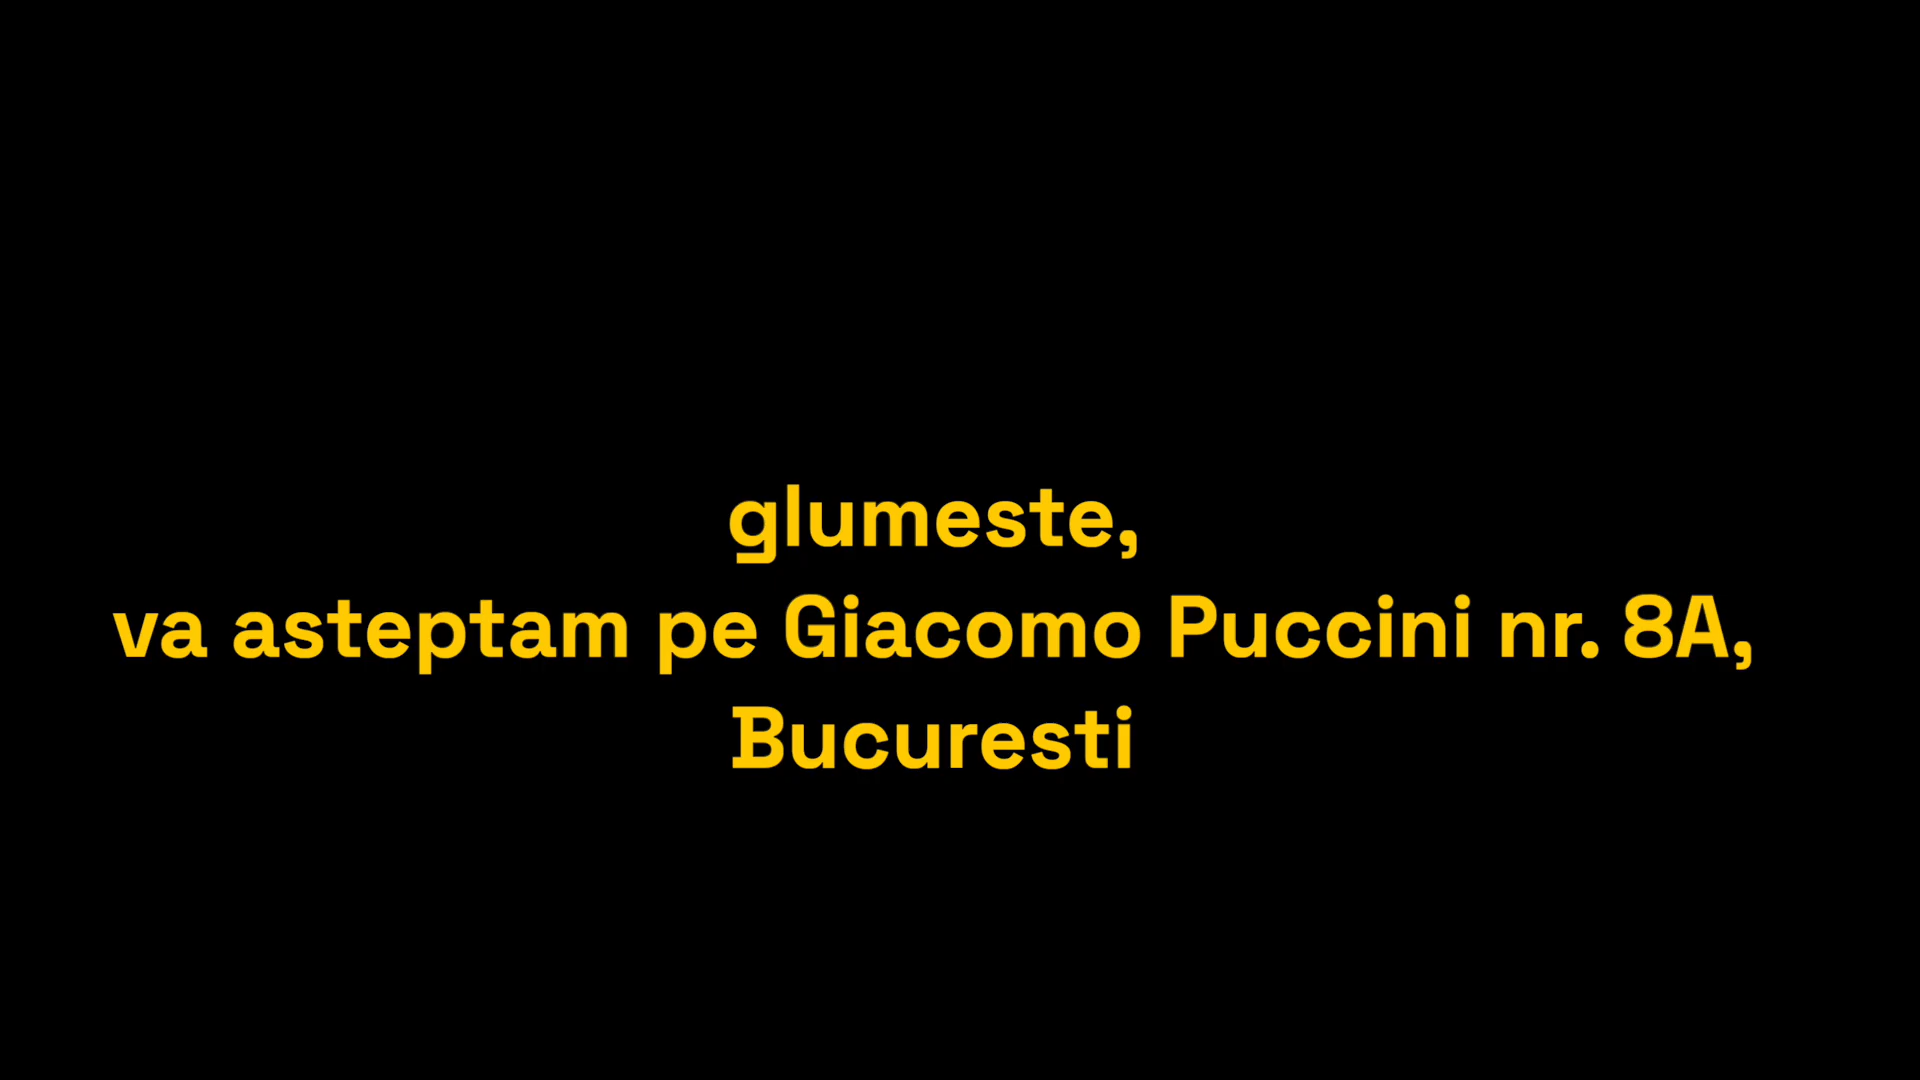 glumeste,
va asteptam pe Giacomo Puccini nr. 8A,
Bucuresti